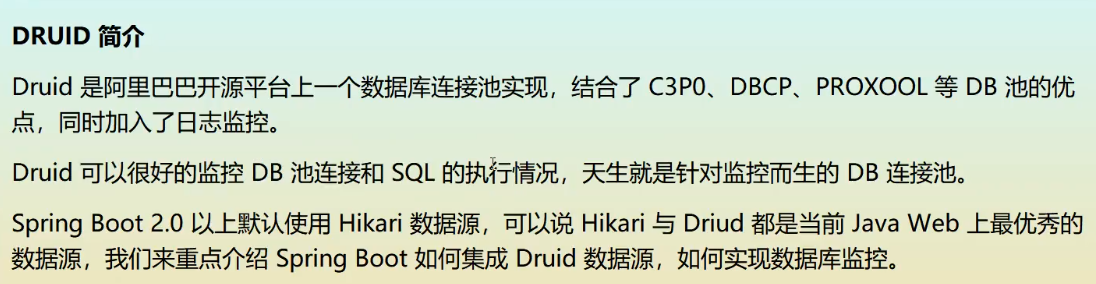 DRUID 简介
Druid 是阿里巴巴开源平台上一个数据库连接池实现，结合了 C3P0、DBCP、PROXOOL 等 DB 池的优
点，同时加入了日志监控。
Druid 可以很好的监控 DB 池连接和 SQL 的执行情况，天生就是针对监控而生的 DB 连接池。
Spring Boot 2.0 以上默认使用 Hikari 数据源，可以说 Hikari 与 Driud 都是当前 Java Web 上最优秀的
数据源，我们来重点介绍 Spring Boot 如何集成 Druid 数据源，如何实现数据库监控。